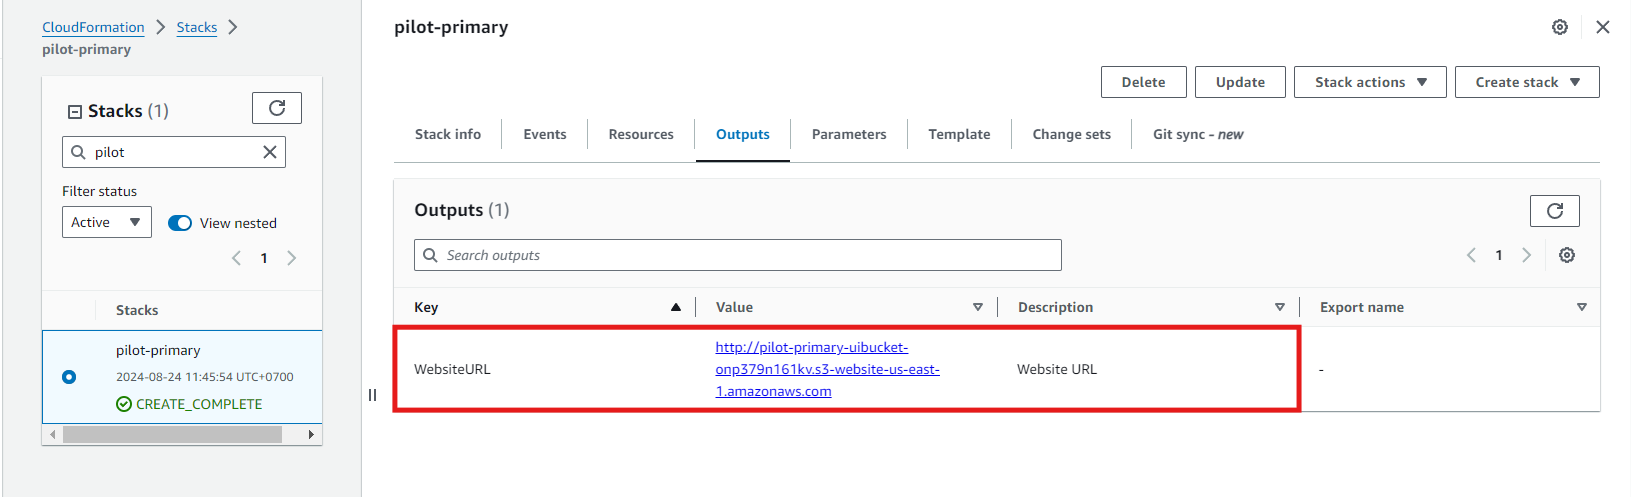 CloudFormation > Stacks >
pilot-primary
Stacks (1)
pilot
Filter status
Active
View nested
1
Stacks
pilot-primary
2024-08-24 11:45:54 UTC+0700
CREATE_COMPLETE
pilot-primary
Delete Update Stack actions Create stack
Stack info Events Resources Outputs Parameters Template Change sets Git sync - new
Outputs (1)
Search outputs
1
Key Value Description Export name
WebsiteURL
http://pilot-primary-uibucket-
onp379n161kv.s3-website-us-east-
1.amazonaws.com
Website URL
-